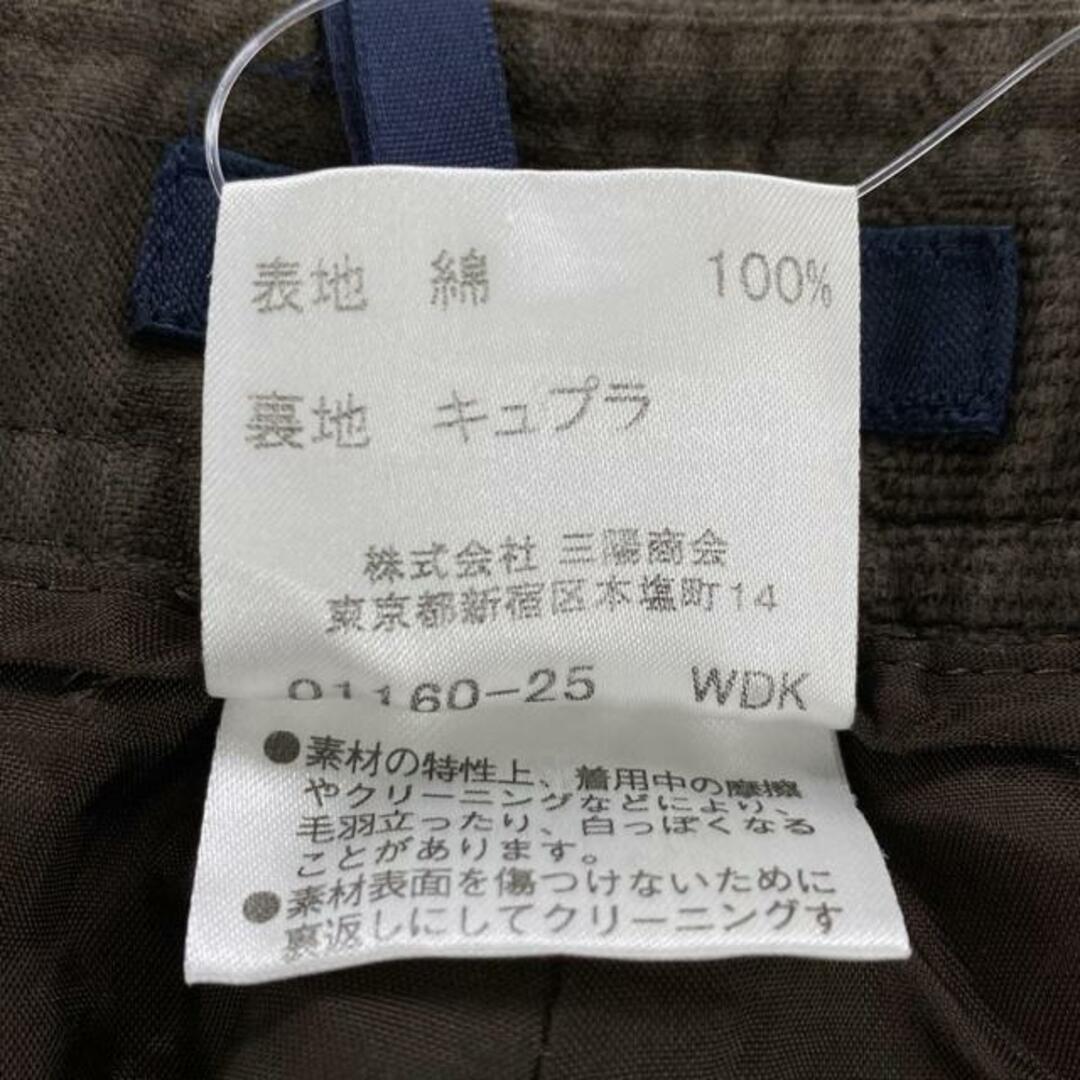 表地 綿 100%
裏地 キュプラ
株式会社 三陽商会
東京都新宿区本塩町14
01160-25 WDK
●素材の特性上、着用中の摩擦
やクリーニングなどにより、
毛羽立ったり、白っぽくなる
ことがあります。
●素材表面を傷つけないために
裏返しにしてクリーニングす